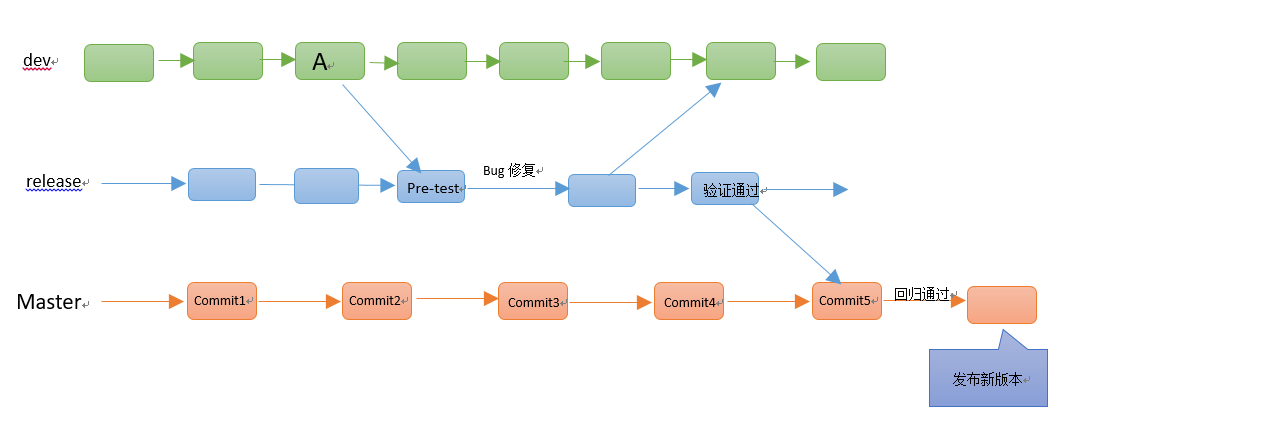 dev
A
release
Bug 修复
Pre-test
验证通过
Master
Commit1
Commit2
Commit3
Commit4
Commit5
回归通过
发布新版本